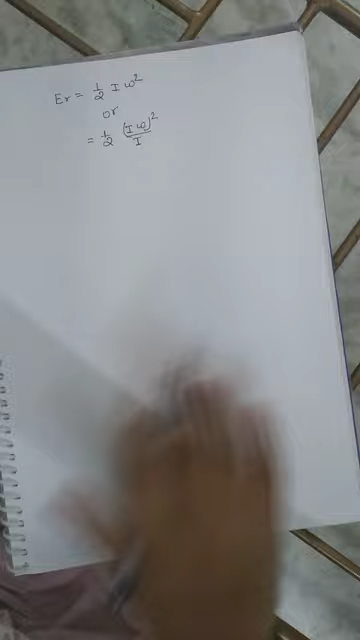 Er = 1/2 I ω²
or
= 1/2 (Iω)²/I